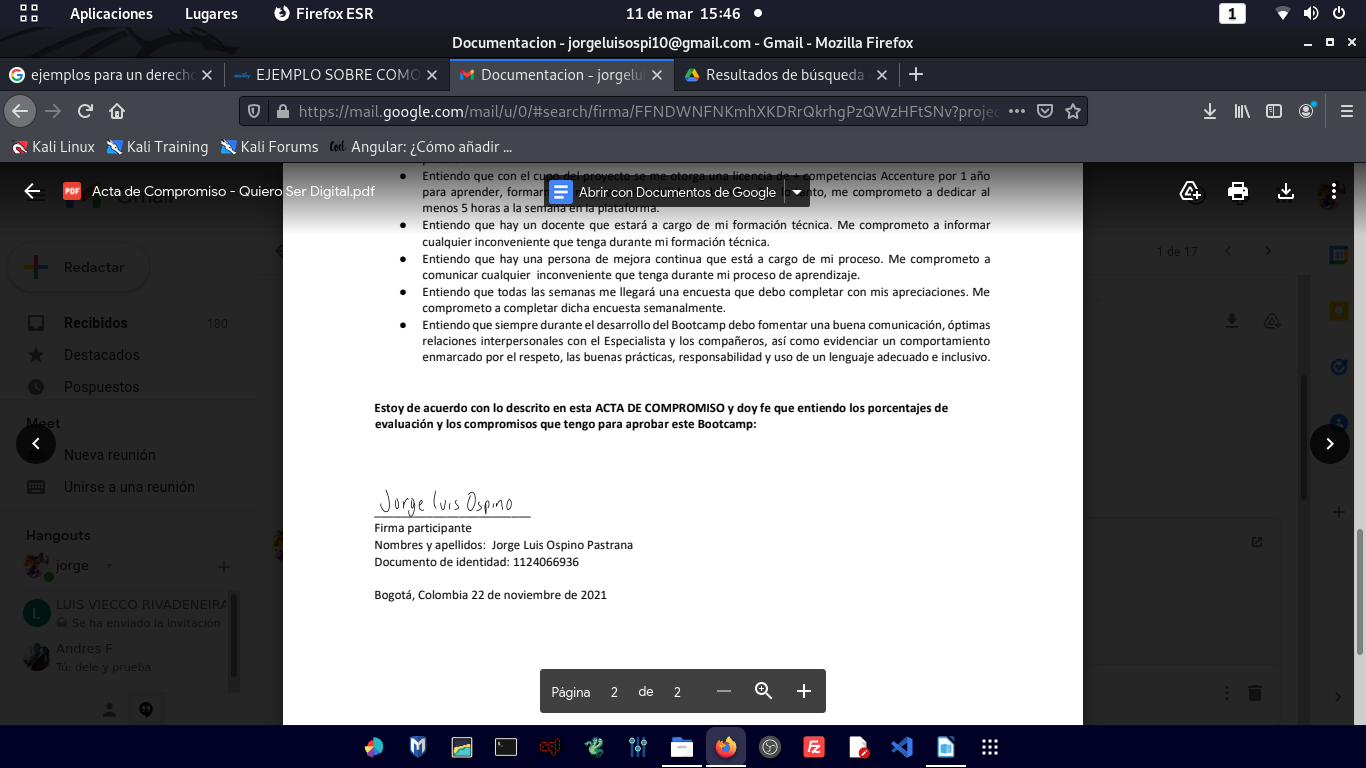 Aplicaciones
Lugares
Firefox ESR
11 de mar 15:46
1
Documentacion - jorgeluisospi10@gmail.com - Gmail - Mozilla Firefox
ejemplos para un derech
EJEMPLO SOBRE COMO
Documentacion - jorgelu
Resultados de búsqueda
https://mail.google.com/mail/u/0/#search/firma/FFNDWNFNKmhXKDRrQkrhgPzQWzHFtSNv?projec
Kali Linux
Kali Training
Kali Forums
Angular: ¿Cómo añadir ...
PDF
Acta de Compromiso - Quiero Ser Digital.pdf
Abrir con Documentos de Google
● Entiendo que con el cupo del proyecto se me otorga una licencia de + competencias Accenture por 1 año
para aprender, formar tanto, me comprometo a dedicar al
menos 5 horas a la semana en la plataforma.
● Entiendo que hay un docente que estará a cargo de mi formación técnica. Me comprometo a informar
cualquier inconveniente que tenga durante mi formación técnica.
● Entiendo que hay una persona de mejora continua que está a cargo de mi proceso. Me comprometo a
comunicar cualquier inconveniente que tenga durante mi proceso de aprendizaje.
● Entiendo que todas las semanas me llegará una encuesta que debo completar con mis apreciaciones. Me
comprometo a completar dicha encuesta semanalmente.
● Entiendo que siempre durante el desarrollo del Bootcamp debo fomentar una buena comunicación, óptimas
relaciones interpersonales con el Especialista y los compañeros, así como evidenciar un comportamiento
enmarcado por el respeto, las buenas prácticas, responsabilidad y uso de un lenguaje adecuado e inclusivo.
Estoy de acuerdo con lo descrito en esta ACTA DE COMPROMISO y doy fe que entiendo los porcentajes de
evaluación y los compromisos que tengo para aprobar este Bootcamp:
Jorge Luis Ospino
Firma participante
Nombres y apellidos: Jorge Luis Ospino Pastrana
Documento de identidad: 1124066936
Bogotá, Colombia 22 de noviembre de 2021
Página 2 de 2
Gmail
Redactar
Recibidos 180
Destacados
Pospuestos
Meet
Nueva reunión
Unirse a una reunión
Hangouts
jorge
L
LUIS VIECCO RIVADENEIRA
Se ha enviado la invitación
Andres F
Tú: dele y prueba
1 de 17